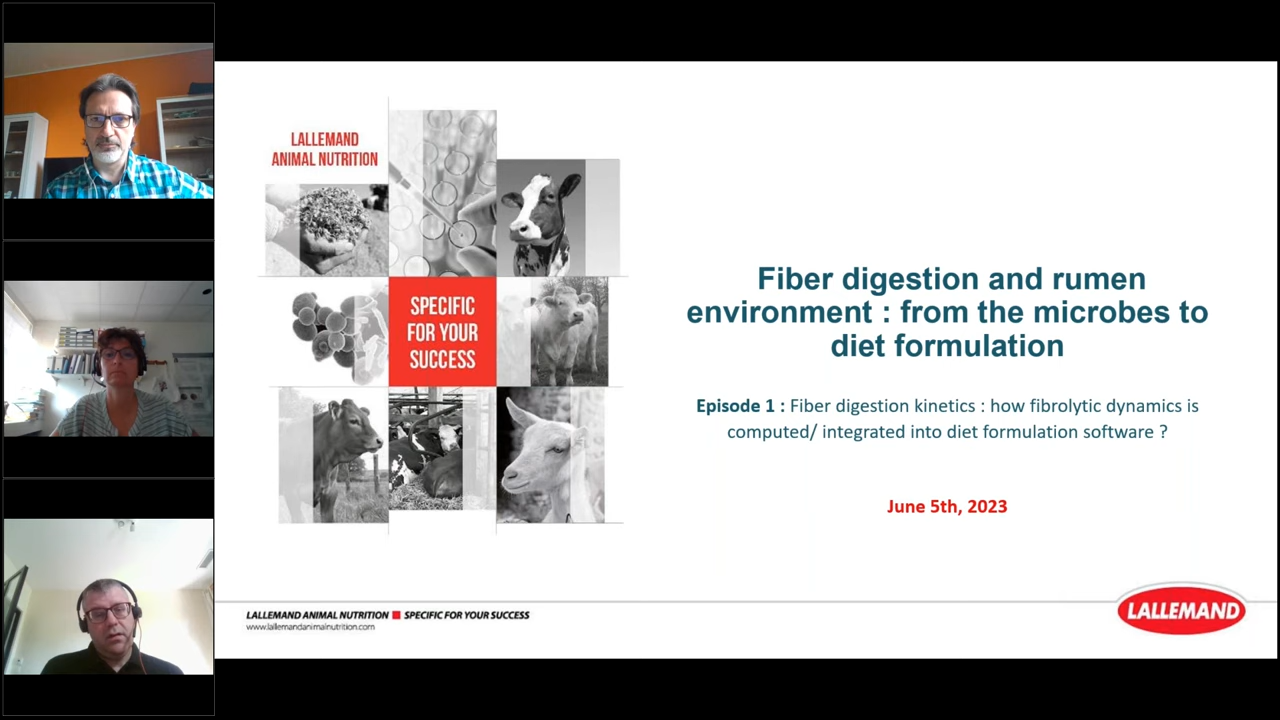 LALLEMAND
ANIMAL NUTRITION
SPECIFIC
FOR YOUR
SUCCESS
Fiber digestion and rumen
environment : from the microbes to
diet formulation
Episode 1 : Fiber digestion kinetics : how fibrolytic dynamics is
computed/ integrated into diet formulation software ?
June 5th, 2023
LALLEMAND ANIMAL NUTRITION SPECIFIC FOR YOUR SUCCESS
www.lallemandanimalnutrition.com
LALLEMAND